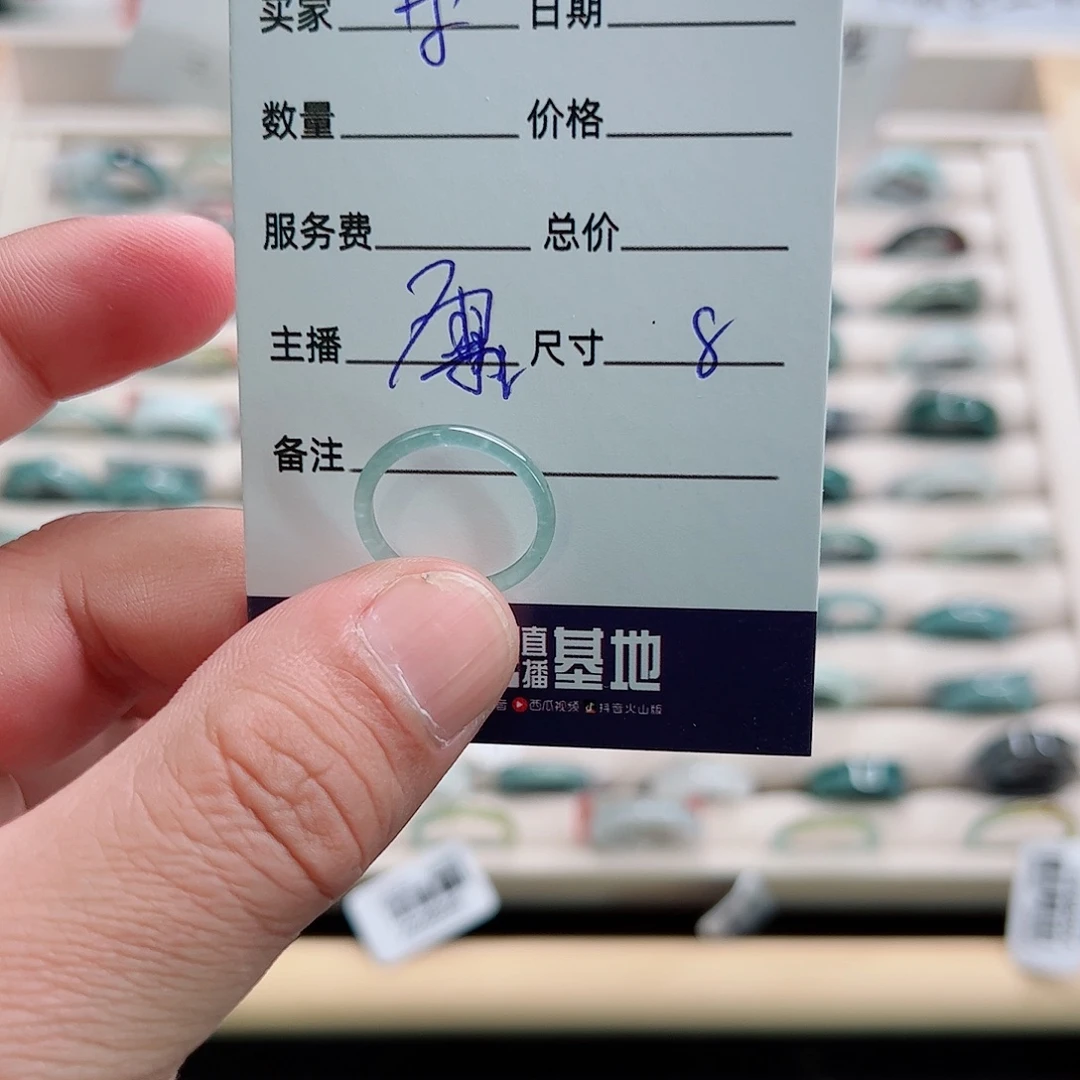 买家 日期
数量 价格
服务费 总价
主播 尺寸 8
备注
直播基地
音 西瓜视频 抖音火山版